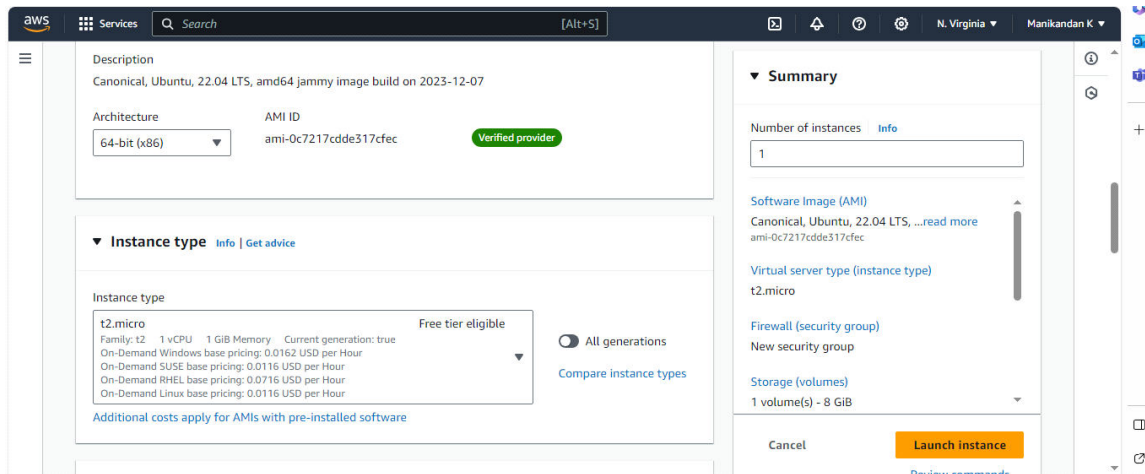 aws
Services
Search
[Alt+S]
N. Virginia
Manikandan K
Description
Canonical, Ubuntu, 22.04 LTS, amd64 jammy image build on 2023-12-07
Architecture
AMI ID
64-bit (x86)
ami-0c7217cdde317cfec
Verified provider
Instance type Info | Get advice
Instance type
t2.micro
Free tier eligible
Family: t2 1 vCPU 1 GiB Memory Current generation: true
On-Demand Windows base pricing: 0.0162 USD per Hour
On-Demand SUSE base pricing: 0.0116 USD per Hour
On-Demand RHEL base pricing: 0.0716 USD per Hour
On-Demand Linux base pricing: 0.0116 USD per Hour
All generations
Compare instance types
Additional costs apply for AMIs with pre-installed software
Summary
Number of instances Info
1
Software Image (AMI)
Canonical, Ubuntu, 22.04 LTS, ...read more
ami-0c7217cdde317cfec
Virtual server type (instance type)
t2.micro
Firewall (security group)
New security group
Storage (volumes)
1 volume(s) - 8 GiB
Cancel
Launch instance
Review commands